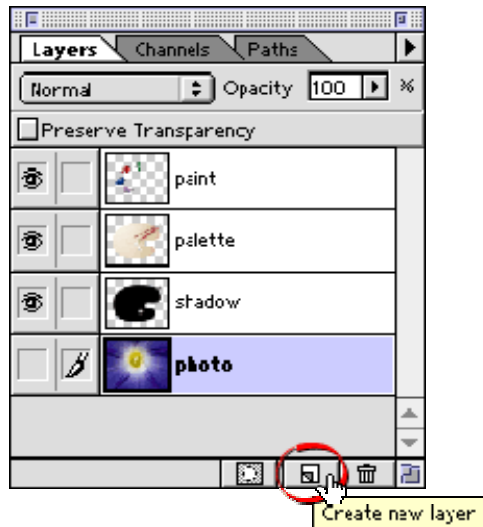 Layers Channels Paths
Normal Opacity 100 %
Preserve Transparency
paint
palette
shadow
photo
Create new layer